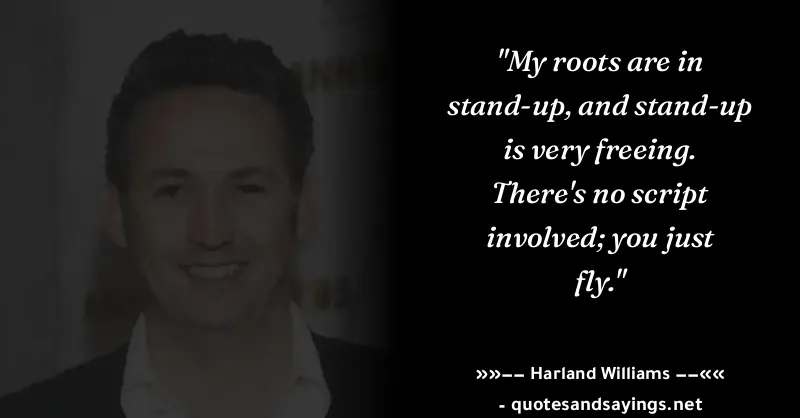 "My roots are in
stand-up, and stand-up
is very freeing.
There's no script
involved; you just
fly."
»»−− Harland Williams −−««
- quotesandsayings.net